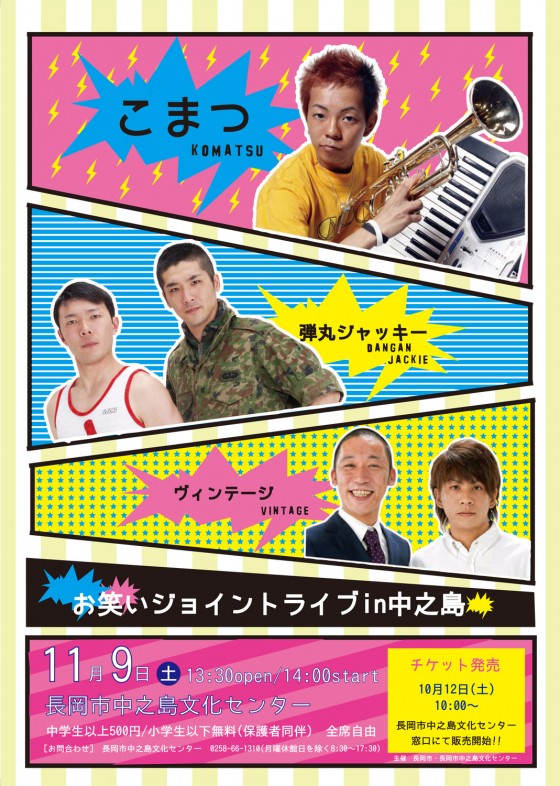 こまつ
KOMATSU
弾丸ジャッキー
DANGAN
JACKIE
ヴィンテージ
VINTAGE
お笑いジョイントライブin中之島
11月9日 土 13:30open/14:00start
長岡市中之島文化センター
中学生以上500円/小学生以下無料(保護者同伴) 全席自由
[お問合わせ] 長岡市中之島文化センター 0258-66-1310(月曜休館日を除く8:30~17:30)
チケット発売
10月12日(土)
10:00~
長岡市中之島文化センター
窓口にて販売開始!!
主催/長岡市・長岡市中之島文化センター